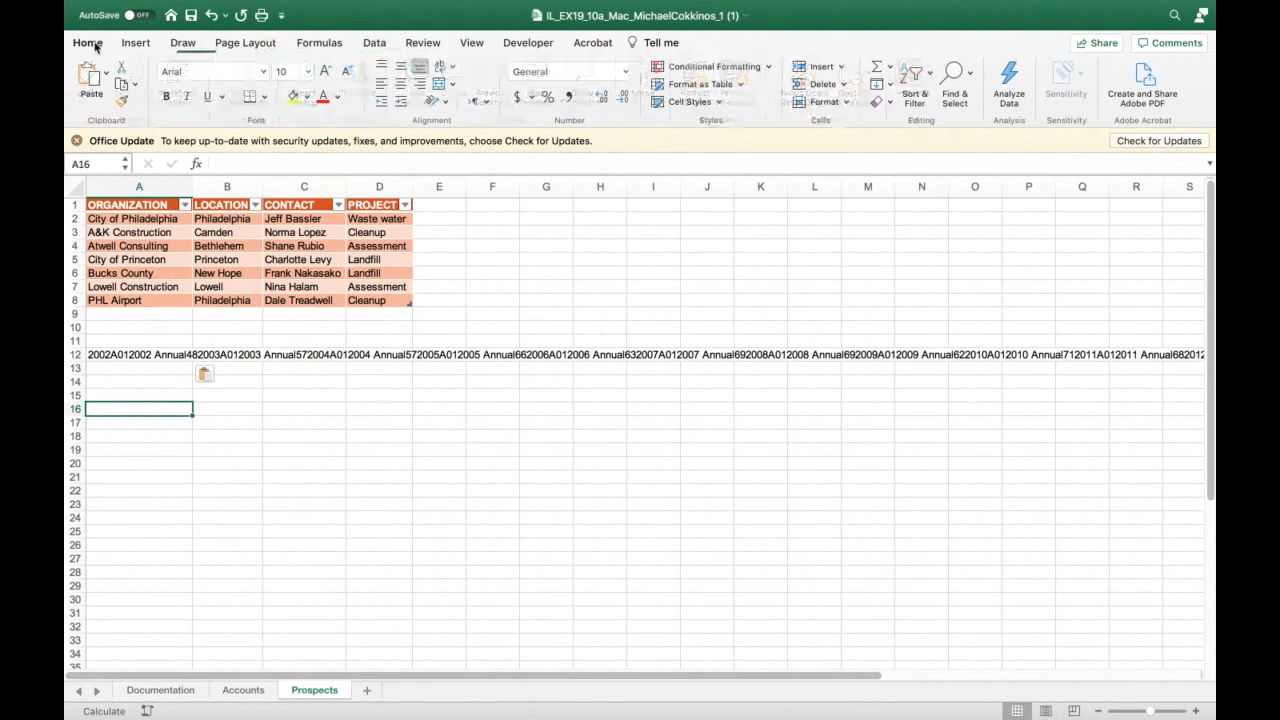 AutoSave OFF
IL_EX19_10a_Mac_MichaelCokkinos_1 (1)
Home Insert Draw Page Layout Formulas Data Review View Developer Acrobat Tell me Share Comments
Paste
Arial 10
General
Conditional Formatting
Format as Table
Cell Styles
Insert
Delete
Format
Sort & Filter
Find & Select
Analyze Data
Sensitivity
Create and Share Adobe PDF
Clipboard Font Alignment Number Styles Cells Editing Analysis Sensitivity Adobe Acrobat
Office Update To keep up-to-date with security updates, fixes, and improvements, choose Check for Updates. Check for Updates
A16 fx
A B C D E F G H I J K L M N O P Q R S
1 ORGANIZATION LOCATION CONTACT PROJECT
2 City of Philadelphia Philadelphia Jeff Bassler Waste water
3 A&K Construction Camden Norma Lopez Cleanup
4 Atwell Consulting Bethlehem Shane Rubio Assessment
5 City of Princeton Princeton Charlotte Levy Landfill
6 Bucks County New Hope Frank Nakasako Landfill
7 Lowell Construction Lowell Nina Halam Assessment
8 PHL Airport Philadelphia Dale Treadwell Cleanup
9
10
11
12 2002A012002 Annual482003A012003 Annual572004A012004 Annual572005A012005 Annual662006A012006 Annual632007A012007 Annual692008A012008 Annual692009A012009 Annual622010A012010 Annual712011A012011 Annual682012
13
14
15
16
17
18
19
20
21
22
23
24
25
26
27
28
29
30
31
32
33
34
35
Documentation Accounts Prospects
Calculate